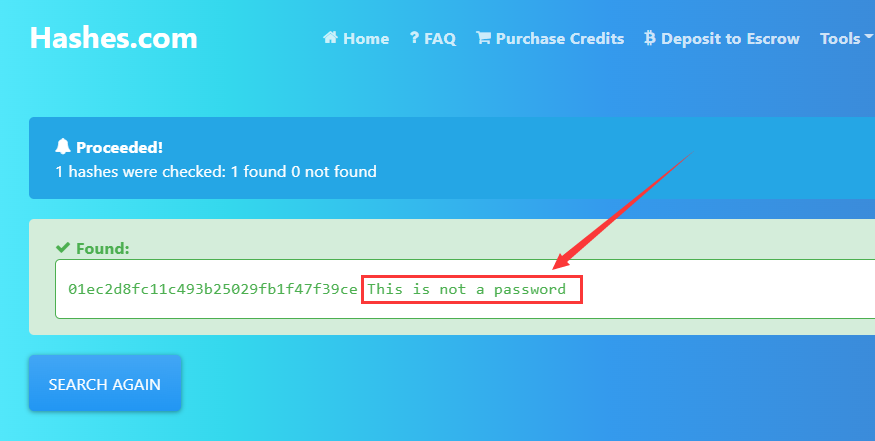 Hashes.com
Home ? FAQ Purchase Credits Deposit to Escrow Tools
Proceeded!
1 hashes were checked: 1 found 0 not found
Found:
01ec2d8fc11c493b25029fb1f47f39ce This is not a password
SEARCH AGAIN